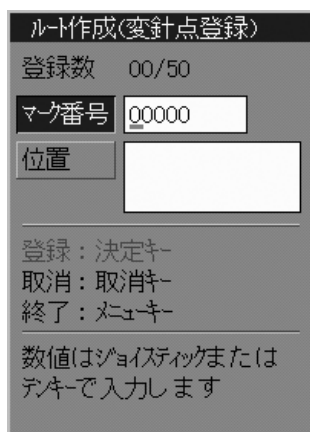 ﾙｰﾄ作成(変針点登録)
登録数 00/50
ﾏｰｸ番号 00000
位置
登録：決定ｷｰ
取消：取消ｷｰ
終了：ﾒﾆｭｰｷｰ
数値はｼﾞｮｲｽﾃｨｯｸまたは
ﾃﾝｷｰで入力します